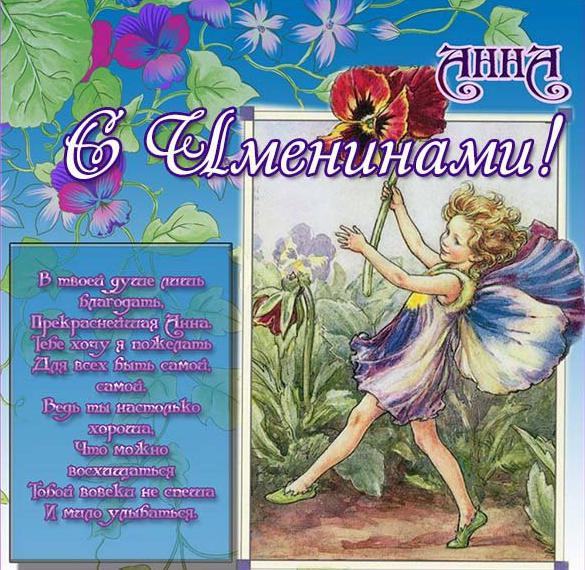 АННА
С Именинами!
В твоей душе лишь
благодать,
Прекраснейшая Анна.
Тебе хочу я пожелать
Для всех быть самой,
самой.
Ведь ты настолько
хороша,
Что можно
восхищаться
Тобой вовеки не спеша
И мило улыбаться.